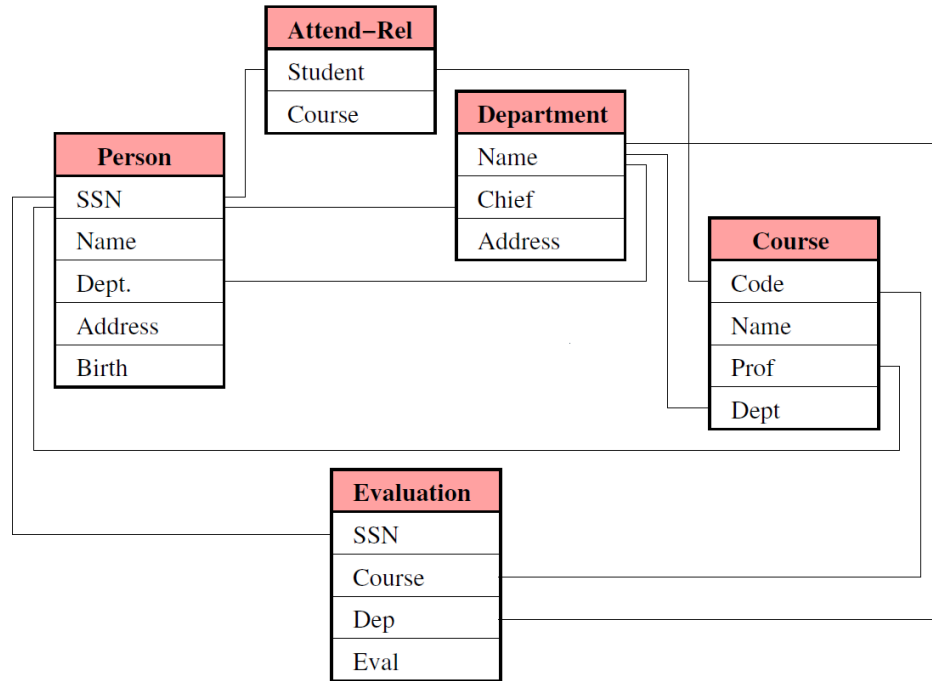 Attend–Rel
Student
Course
Department
Name
Chief
Address
Person
SSN
Name
Dept.
Address
Birth
Course
Code
Name
Prof
Dept
Evaluation
SSN
Course
Dep
Eval